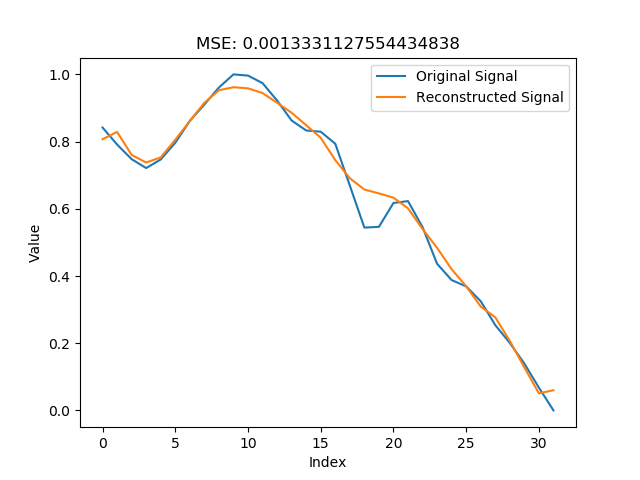 MSE: 0.0013331127554434838
Original Signal
Reconstructed Signal
1.0
0.8
0.6
0.4
0.2
0.0
Value
0 5 10 15 20 25 30
Index